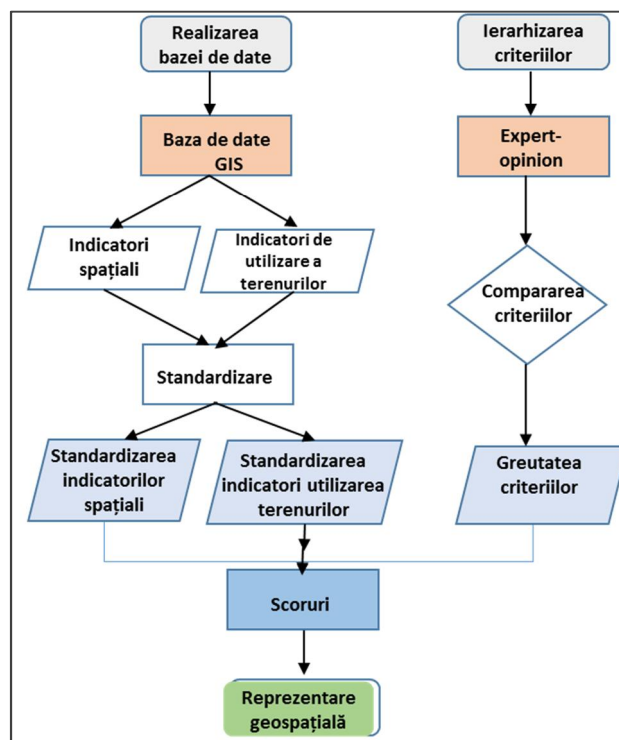 Realizarea
bazei de date
Ierarhizarea
criteriilor
Baza de date
GIS
Expert-
opinion
Indicatori
spațiali
Indicatori de
utilizare a
terenurilor
Compararea
criteriilor
Standardizare
Standardizarea
indicatorilor
spațiali
Standardizarea
indicatori utilizarea
terenurilor
Greutatea
criteriilor
Scoruri
Reprezentare
geospațială